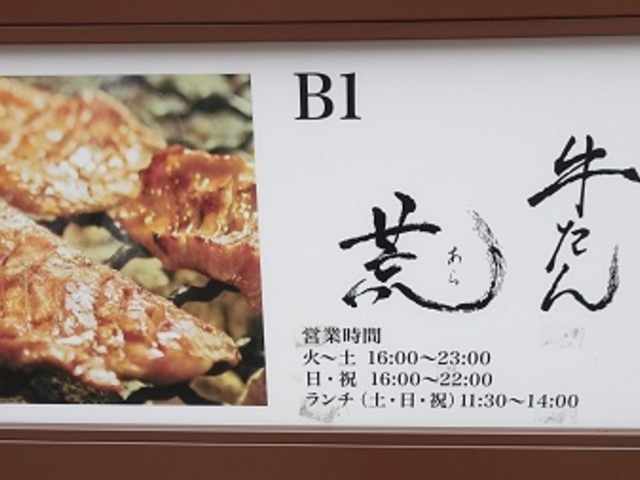 B1
牛たん
荒
あら
営業時間
火～土 16:00～23:00
日・祝 16:00～22:00
ランチ（土・日・祝）11:30～14:00